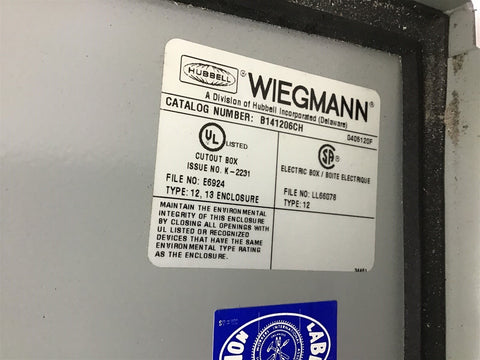 HUBBELL ® WIEGMANN®
A Division of Hubbell Incorporated (Delaware)
CATALOG NUMBER: B141206CH
0406120F
UL ® LISTED
CUTOUT BOX
ISSUE NO. K-2231
FILE NO: E6924
TYPE: 12, 13 ENCLOSURE
SA ®
ELECTRIC BOX / BOITE ELECTRIQUE
FILE NO: LL66078
TYPE: 12
MAINTAIN THE ENVIRONMENTAL
INTEGRITY OF THIS ENCLOSURE
BY CLOSING ALL OPENINGS WITH
UL LISTED OR RECOGNIZED
DEVICES THAT HAVE THE SAME
ENVIRONMENTAL TYPE RATING
AS THE ENCLOSURE.